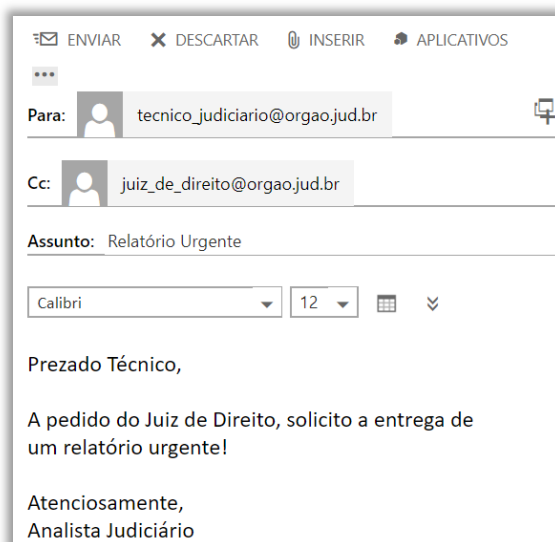 ENVIAR DESCARTAR INSERIR APLICATIVOS
Para: tecnico_judiciario@orgao.jud.br
Cc: juiz_de_direito@orgao.jud.br
Assunto: Relatório Urgente
Calibri 12
Prezado Técnico,
A pedido do Juiz de Direito, solicito a entrega de
um relatório urgente!
Atenciosamente,
Analista Judiciário